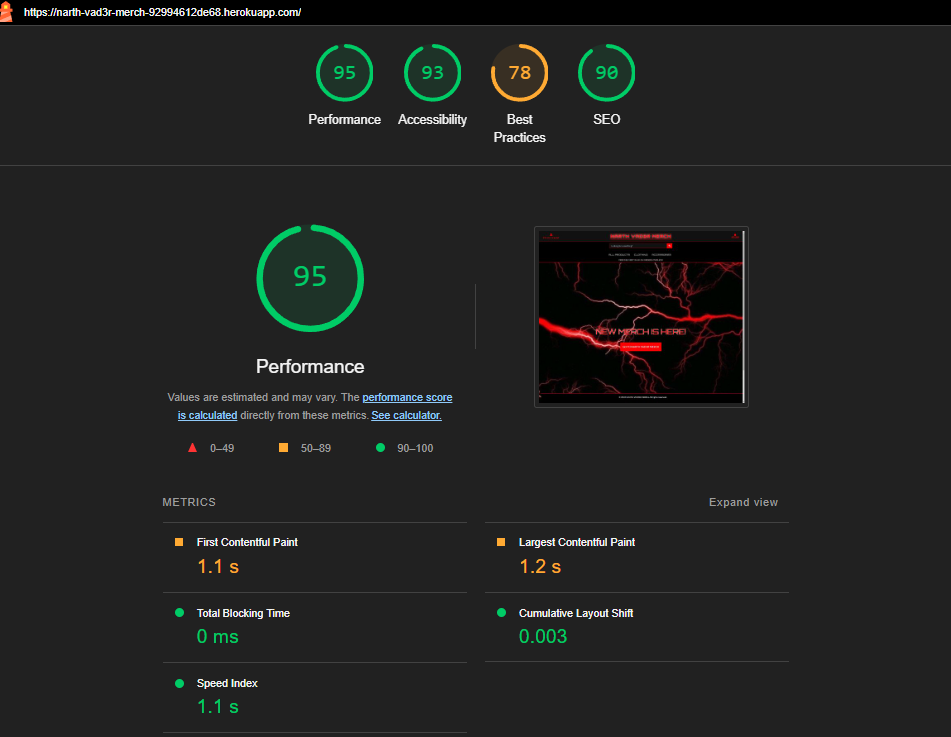 https://narth-vad3r-merch-92994612de68.herokuapp.com/
95
93
78
90
Performance
Accessibility
Best
Practices
SEO
95
Performance
Values are estimated and may vary. The performance score
is calculated directly from these metrics. See calculator.
0–49
50–89
90–100
NARTH VADER MERCH
NEW MERCH IS HERE!
METRICS
Expand view
First Contentful Paint
1.1 s
Largest Contentful Paint
1.2 s
Total Blocking Time
0 ms
Cumulative Layout Shift
0.003
Speed Index
1.1 s